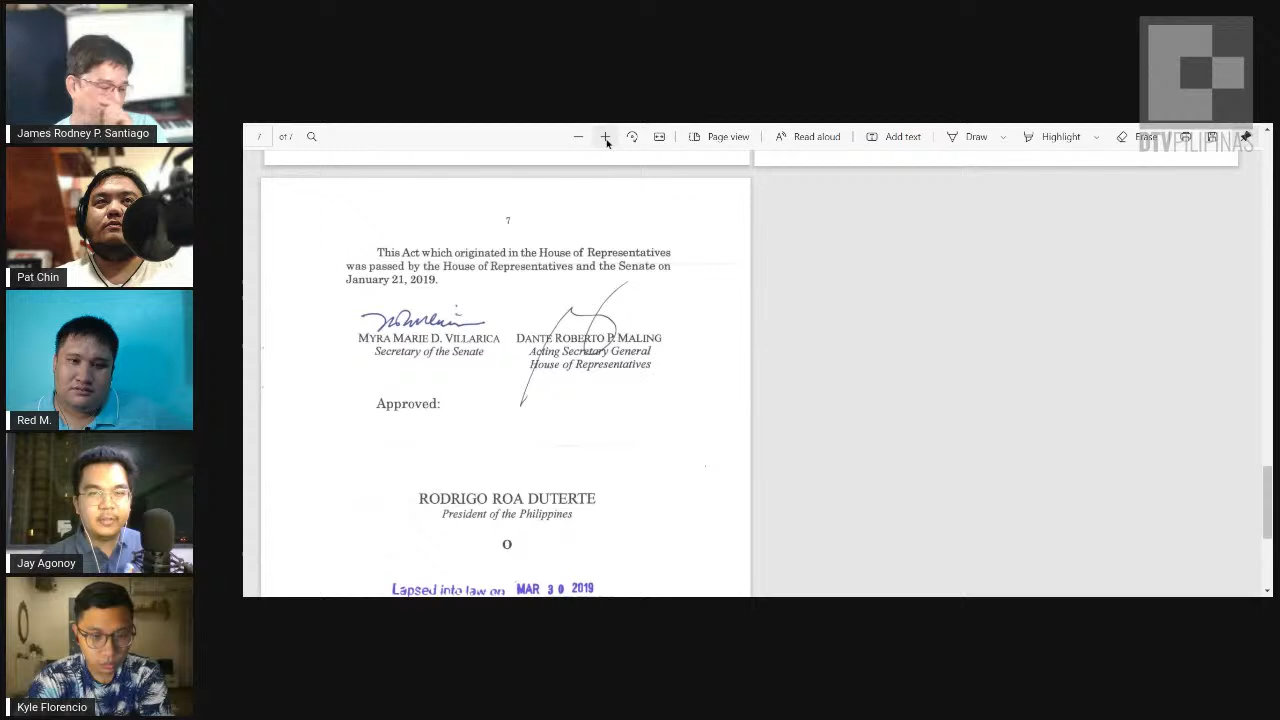 James Rodney P. Santiago
Pat Chin
Red M.
Jay Agonoy
Kyle Florencio
DTVPILIPINAS
7 of 7 Page view Read aloud Add text Draw Highlight Erase
7
This Act which originated in the House of Representatives
was passed by the House of Representatives and the Senate on
January 21, 2019.
MYRA MARIE D. VILLARICA
Secretary of the Senate
DANTE ROBERTO P. MALING
Acting Secretary General
House of Representatives
Approved:
RODRIGO ROA DUTERTE
President of the Philippines
O
Lapsed into law on MAR 30 2019